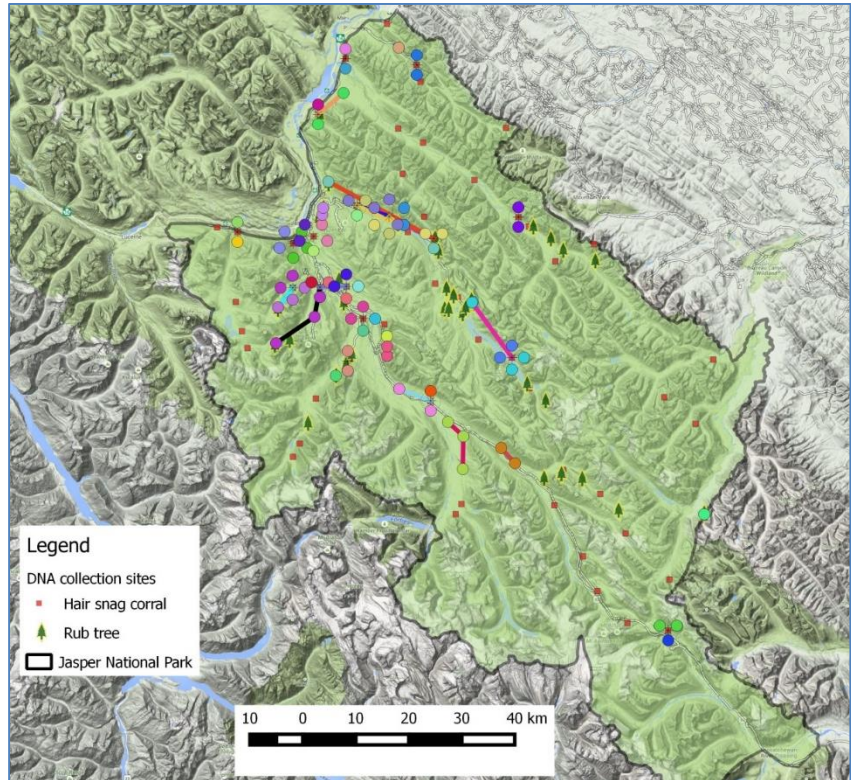 Legend
DNA collection sites
Hair snag corral
Rub tree
Jasper National Park
10 0 10 20 30 40 km